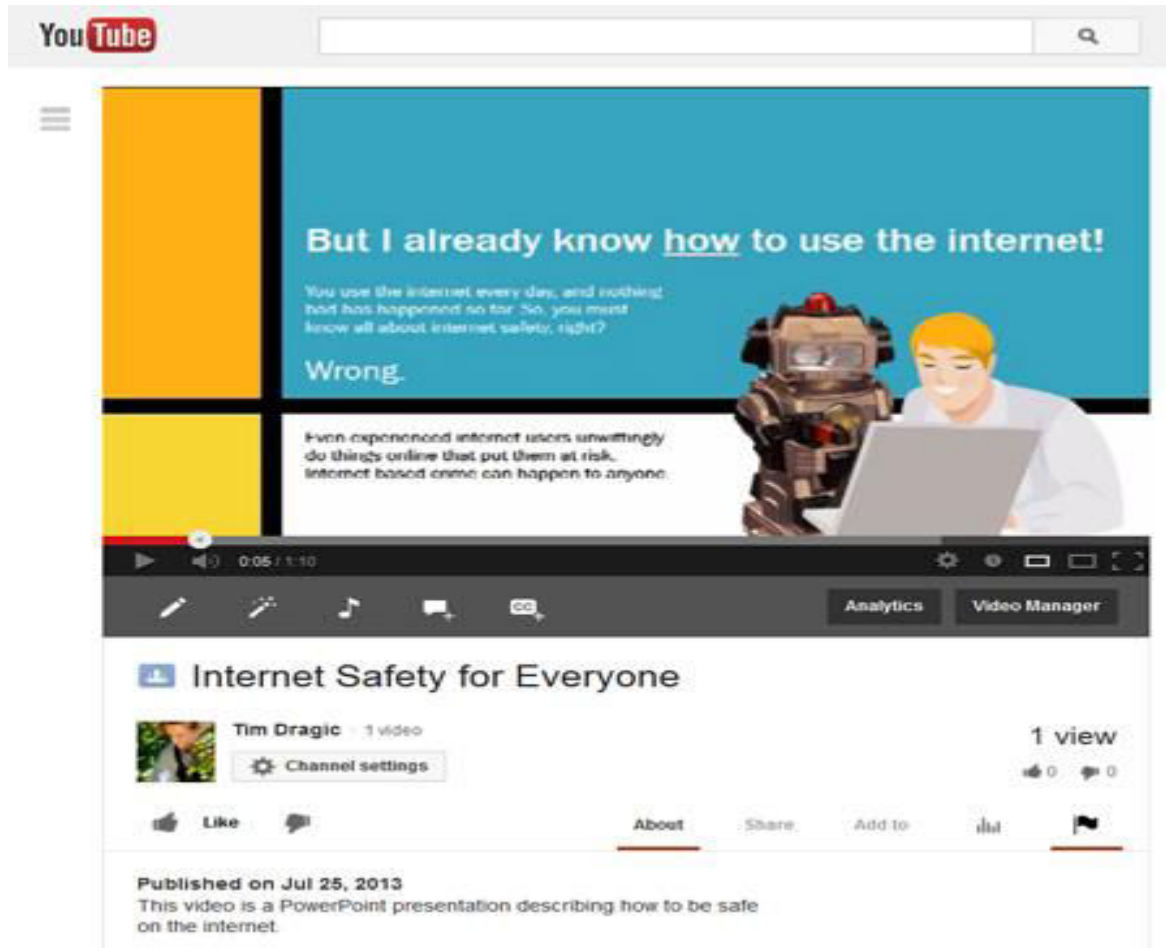 YouTube
But I already know how to use the internet!
You use the internet every day, and nothing
bad has happened so far. So, you must
know all about internet safety, right?
Wrong.
Even experienced internet users unwittingly
do things online that put them at risk.
Internet based crime can happen to anyone.
0:05 / 1:10
CC
Analytics Video Manager
Internet Safety for Everyone
Tim Dragic 1 video
1 view
Channel settings
0 0
Like About Share Add to
Published on Jul 25, 2013
This video is a PowerPoint presentation describing how to be safe
on the internet.